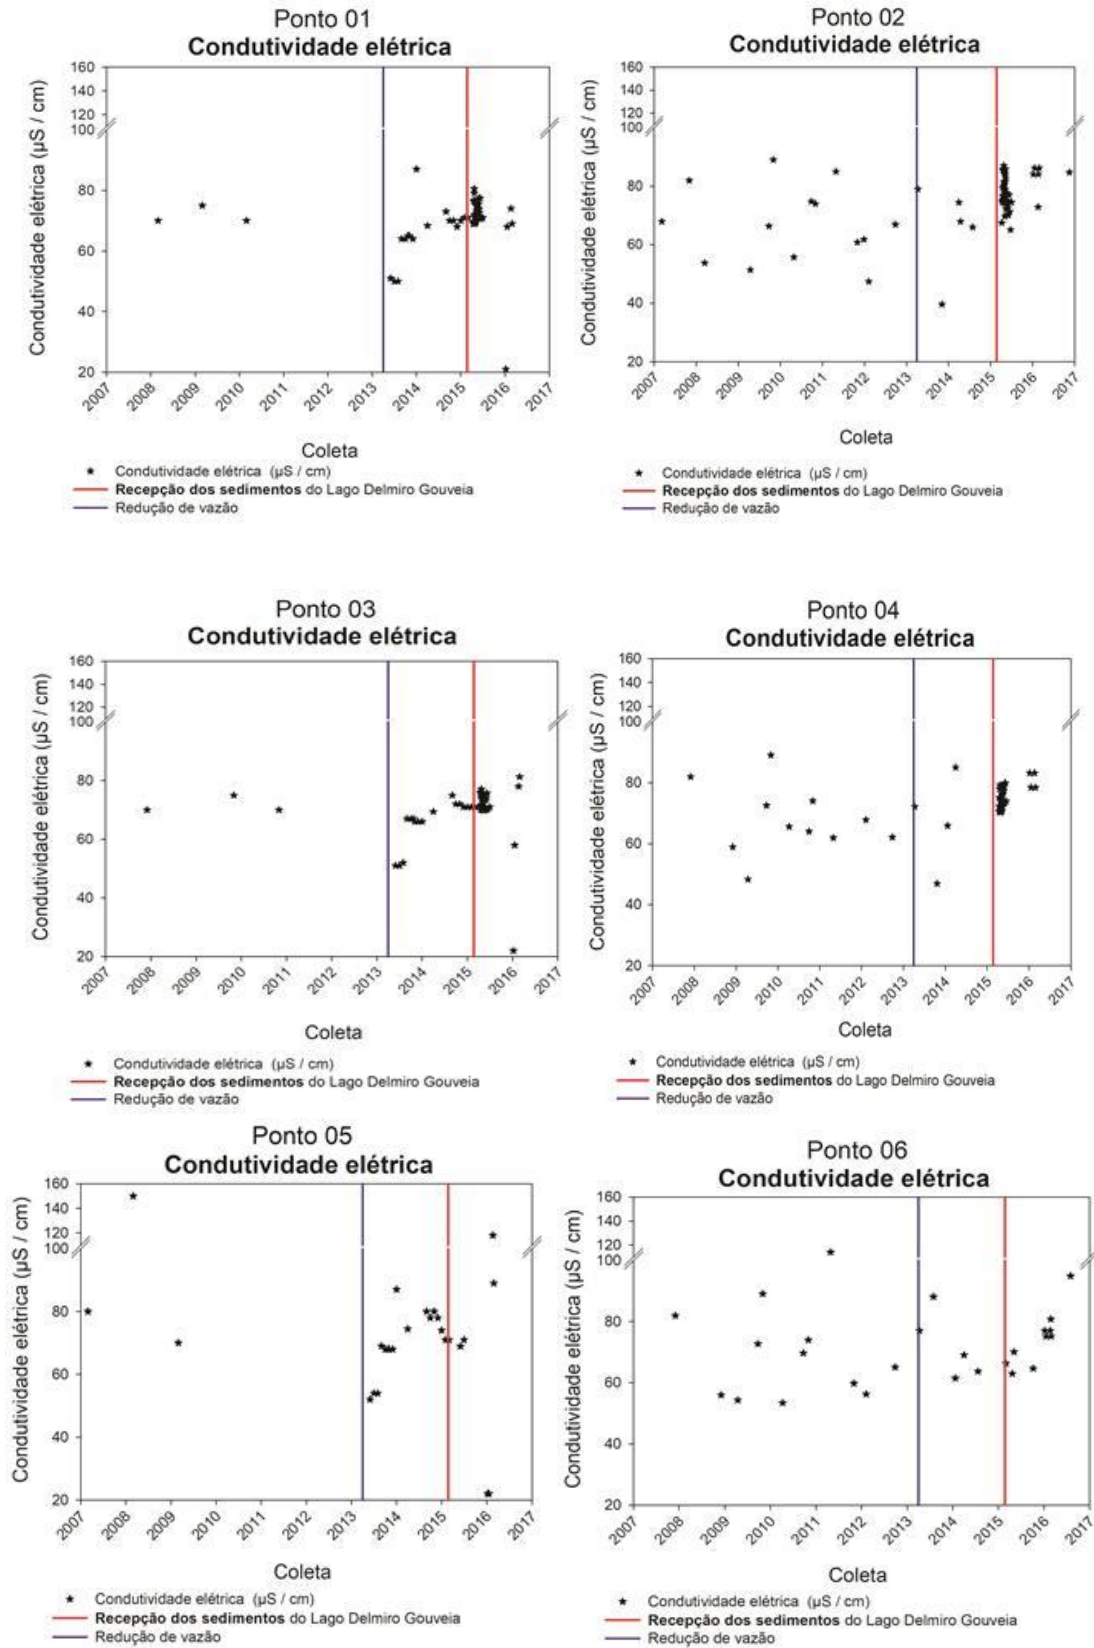 Ponto 01
Condutividade elétrica
160
140
120
100
80
60
40
20
Condutividade elétrica (µS / cm)
2007 2008 2009 2010 2011 2012 2013 2014 2015 2016 2017
Coleta
Condutividade elétrica (µS / cm)
Recepção dos sedimentos do Lago Delmiro Gouveia
Redução de vazão
Ponto 02
Condutividade elétrica
160
140
120
100
80
60
40
20
Condutividade elétrica (µS / cm)
2007 2008 2009 2010 2011 2012 2013 2014 2015 2016 2017
Coleta
Condutividade elétrica (µS / cm)
Recepção dos sedimentos do Lago Delmiro Gouveia
Redução de vazão
Ponto 03
Condutividade elétrica
160
140
120
100
80
60
40
20
Condutividade elétrica (µS / cm)
2007 2008 2009 2010 2011 2012 2013 2014 2015 2016 2017
Coleta
Condutividade elétrica (µS / cm)
Recepção dos sedimentos do Lago Delmiro Gouveia
Redução de vazão
Ponto 04
Condutividade elétrica
160
140
120
100
80
60
40
20
Condutividade elétrica (µS / cm)
2007 2008 2009 2010 2011 2012 2013 2014 2015 2016 2017
Coleta
Condutividade elétrica (µS / cm)
Recepção dos sedimentos do Lago Delmiro Gouveia
Redução de vazão
Ponto 05
Condutividade elétrica
160
140
120
100
80
60
40
20
Condutividade elétrica (µS / cm)
2007 2008 2009 2010 2011 2012 2013 2014 2015 2016 2017
Coleta
Condutividade elétrica (µS / cm)
Recepção dos sedimentos do Lago Delmiro Gouveia
Redução de vazão
Ponto 06
Condutividade elétrica
160
140
120
100
80
60
40
20
Condutividade elétrica (µS / cm)
2007 2008 2009 2010 2011 2012 2013 2014 2015 2016 2017
Coleta
Condutividade elétrica (µS / cm)
Recepção dos sedimentos do Lago Delmiro Gouveia
Redução de vazão